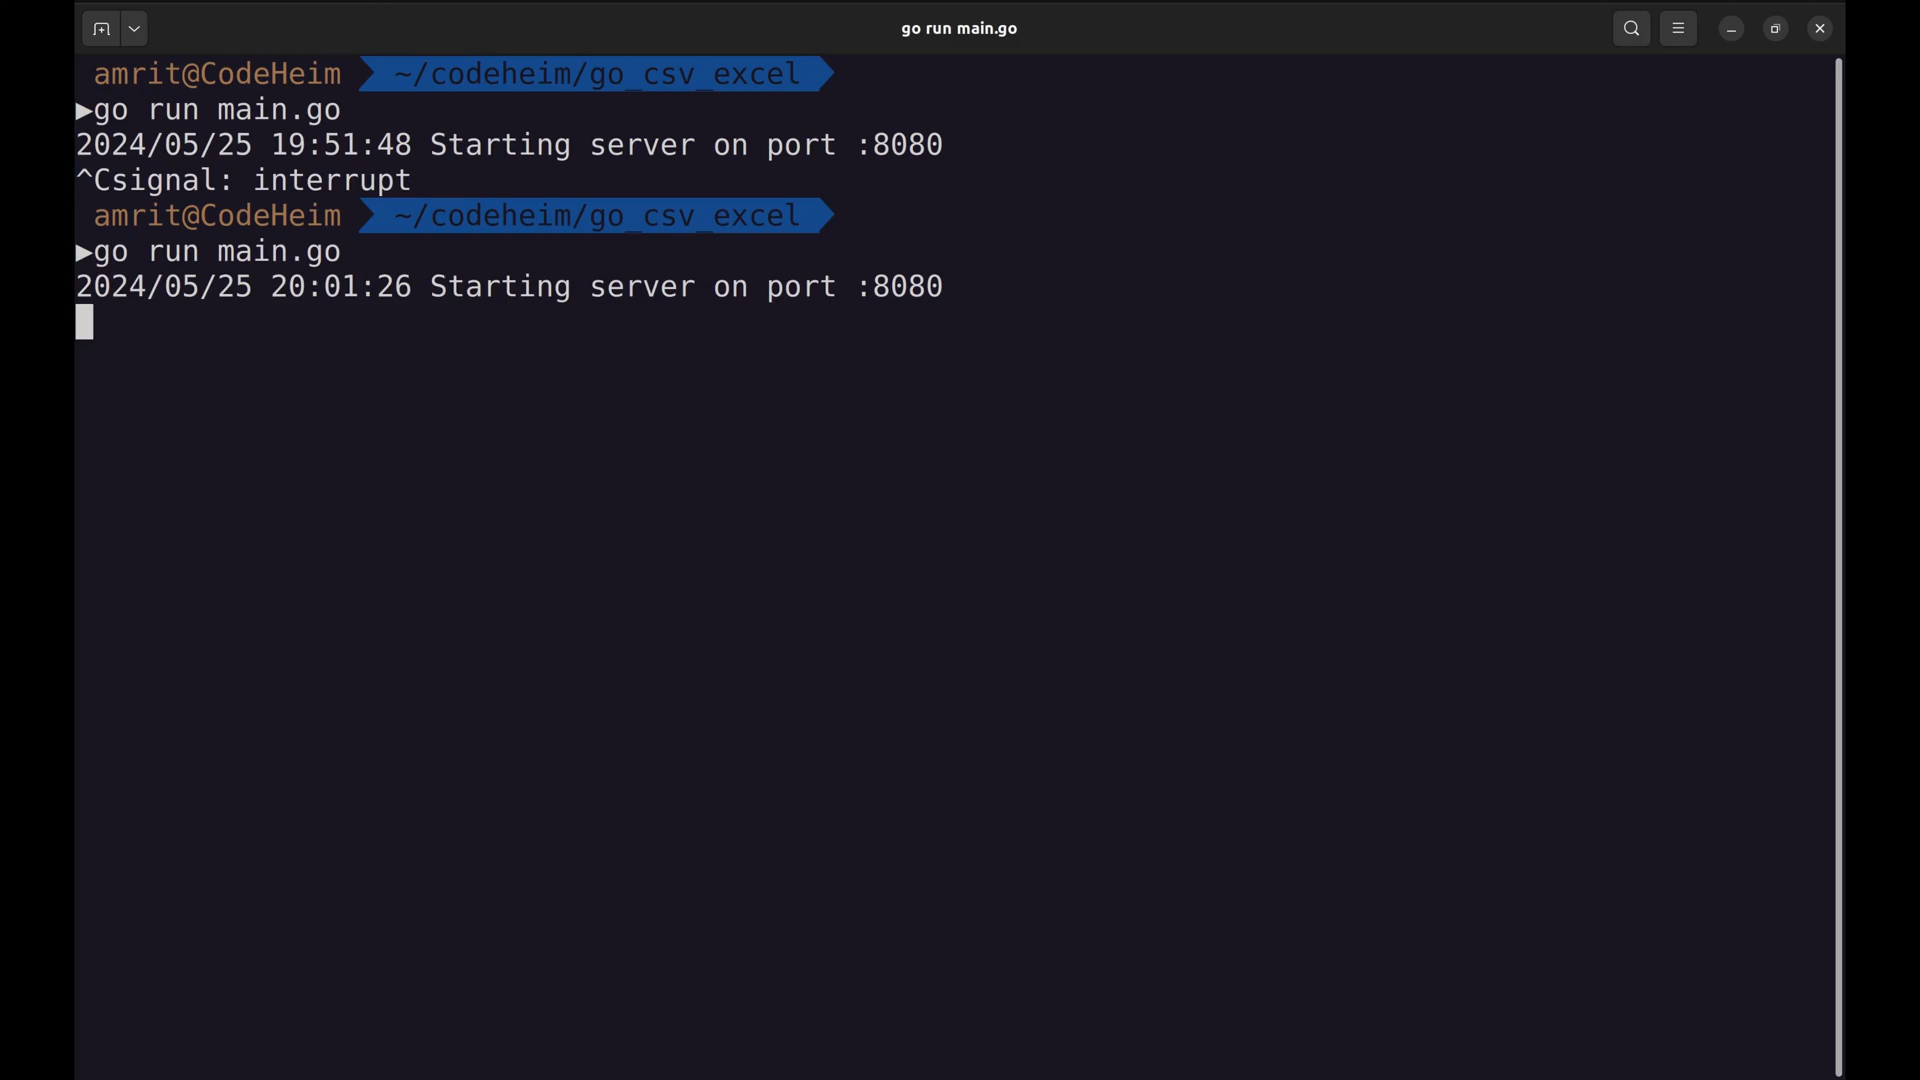 go run main.go
amrit@CodeHeim ~/codeheim/go_csv_excel
▶go run main.go
2024/05/25 19:51:48 Starting server on port :8080
^Csignal: interrupt
amrit@CodeHeim ~/codeheim/go_csv_excel
▶go run main.go
2024/05/25 20:01:26 Starting server on port :8080